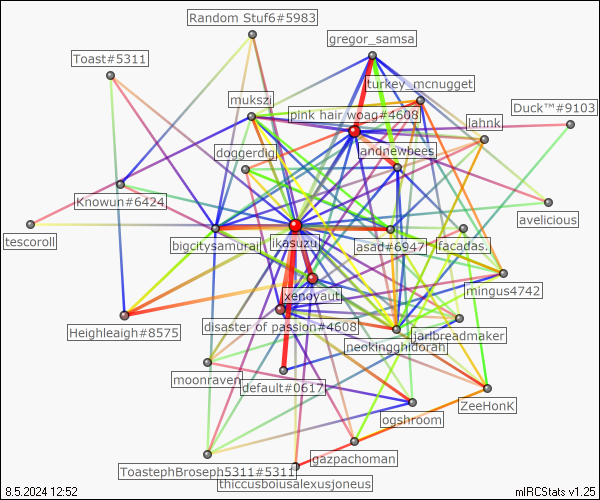 Random Stuf6#5983
gregor_samsa
Toast#5311
turkey_mcnugget
mukszi
Duck™#9103
pink hair woag#4608
lahnk
doggerdig
landnewbees
Knowun#6424
avelicious
tescoroll
bigcitysamurai
ikasuzu
asad#6947
facadas.
mingus4742
xenoyaut
Heighleaigh#8575
disaster of passion#4608
jarlbreadmaker
neokingghidorah
moonraven
default#0617
ZeeHonK
ogshroom
gazpachoman
ToastephBroseph5311#5311
thiccusboiusalexusjoneus
8.5.2024 12:52
mIRCStats v1.25